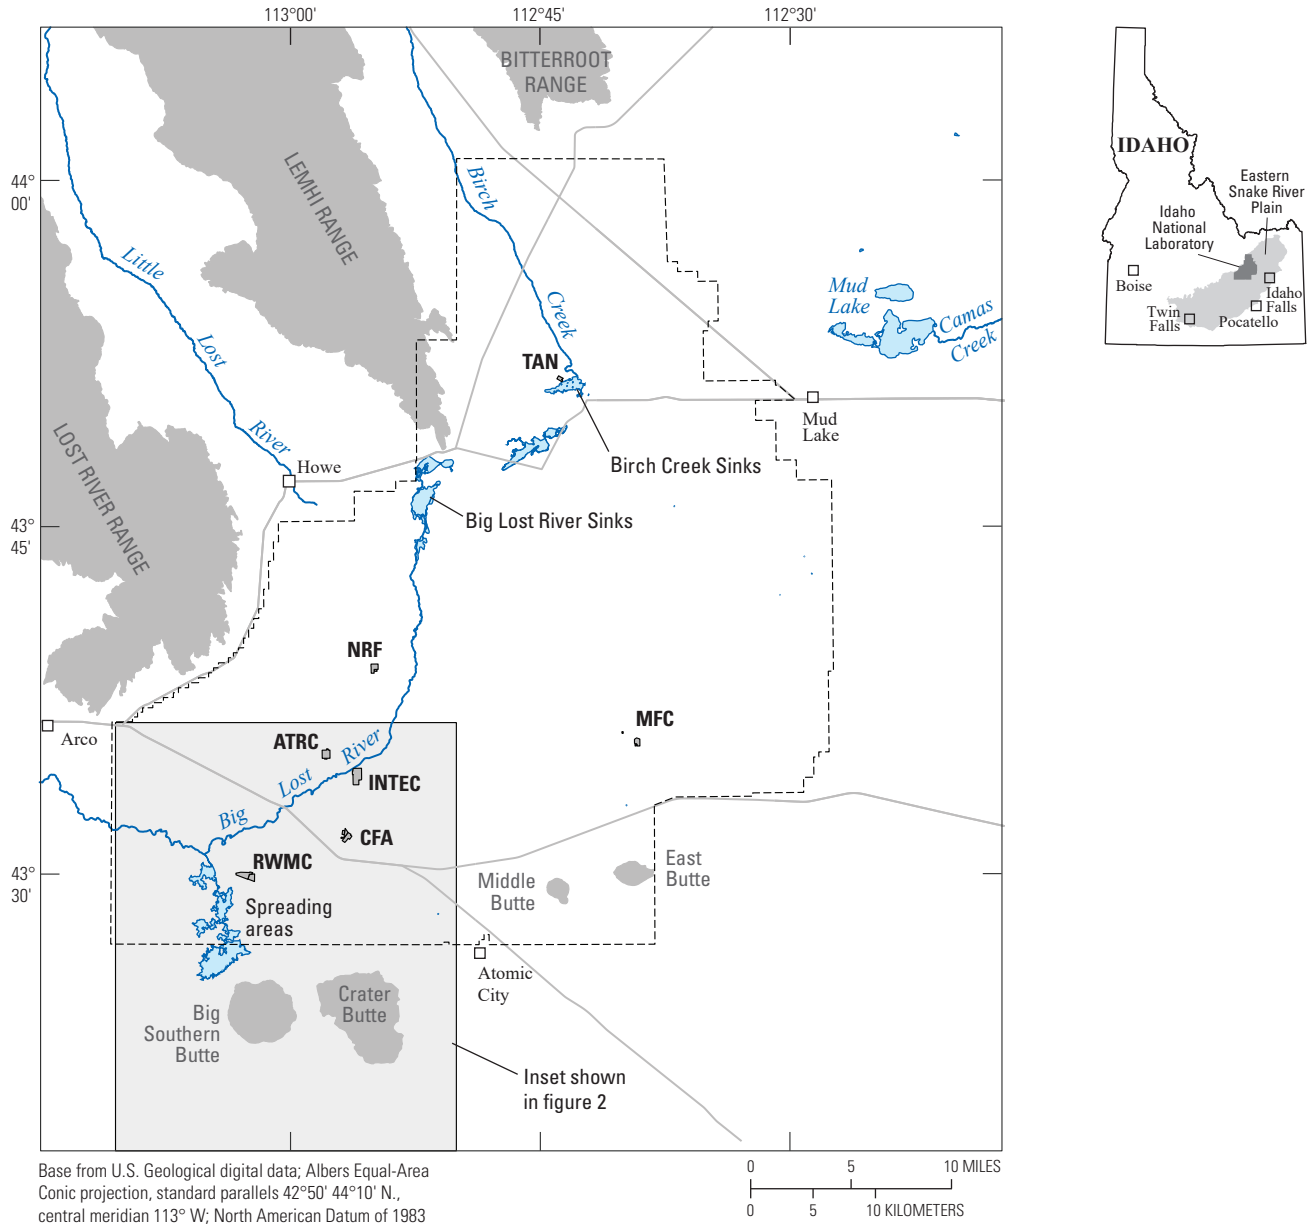 113°00'
112°45'
112°30'
BITTERROOT
RANGE
IDAHO
LEMHI RANGE
Birch
Creek
44°
00'
Eastern
Snake River
Plain
Idaho
National
Laboratory
Boise
Idaho
Falls
Twin
Falls
Pocatello
Little
Lost
River
Mud
Lake
Camas
Creek
TAN
Mud
Lake
LOST RIVER RANGE
Howe
Birch Creek Sinks
Big Lost River Sinks
43°
45'
NRF
MFC
Arco
ATRC
River
Lost
Big
INTEC
CFA
RWMC
43°
30'
Spreading
areas
Middle
Butte
East
Butte
Atomic
City
Big
Southern
Butte
Crater
Butte
Inset shown
in figure 2
Base from U.S. Geological digital data; Albers Equal-Area
Conic projection, standard parallels 42°50' 44°10' N.,
central meridian 113° W; North American Datum of 1983
0 5 10 MILES
0 5 10 KILOMETERS